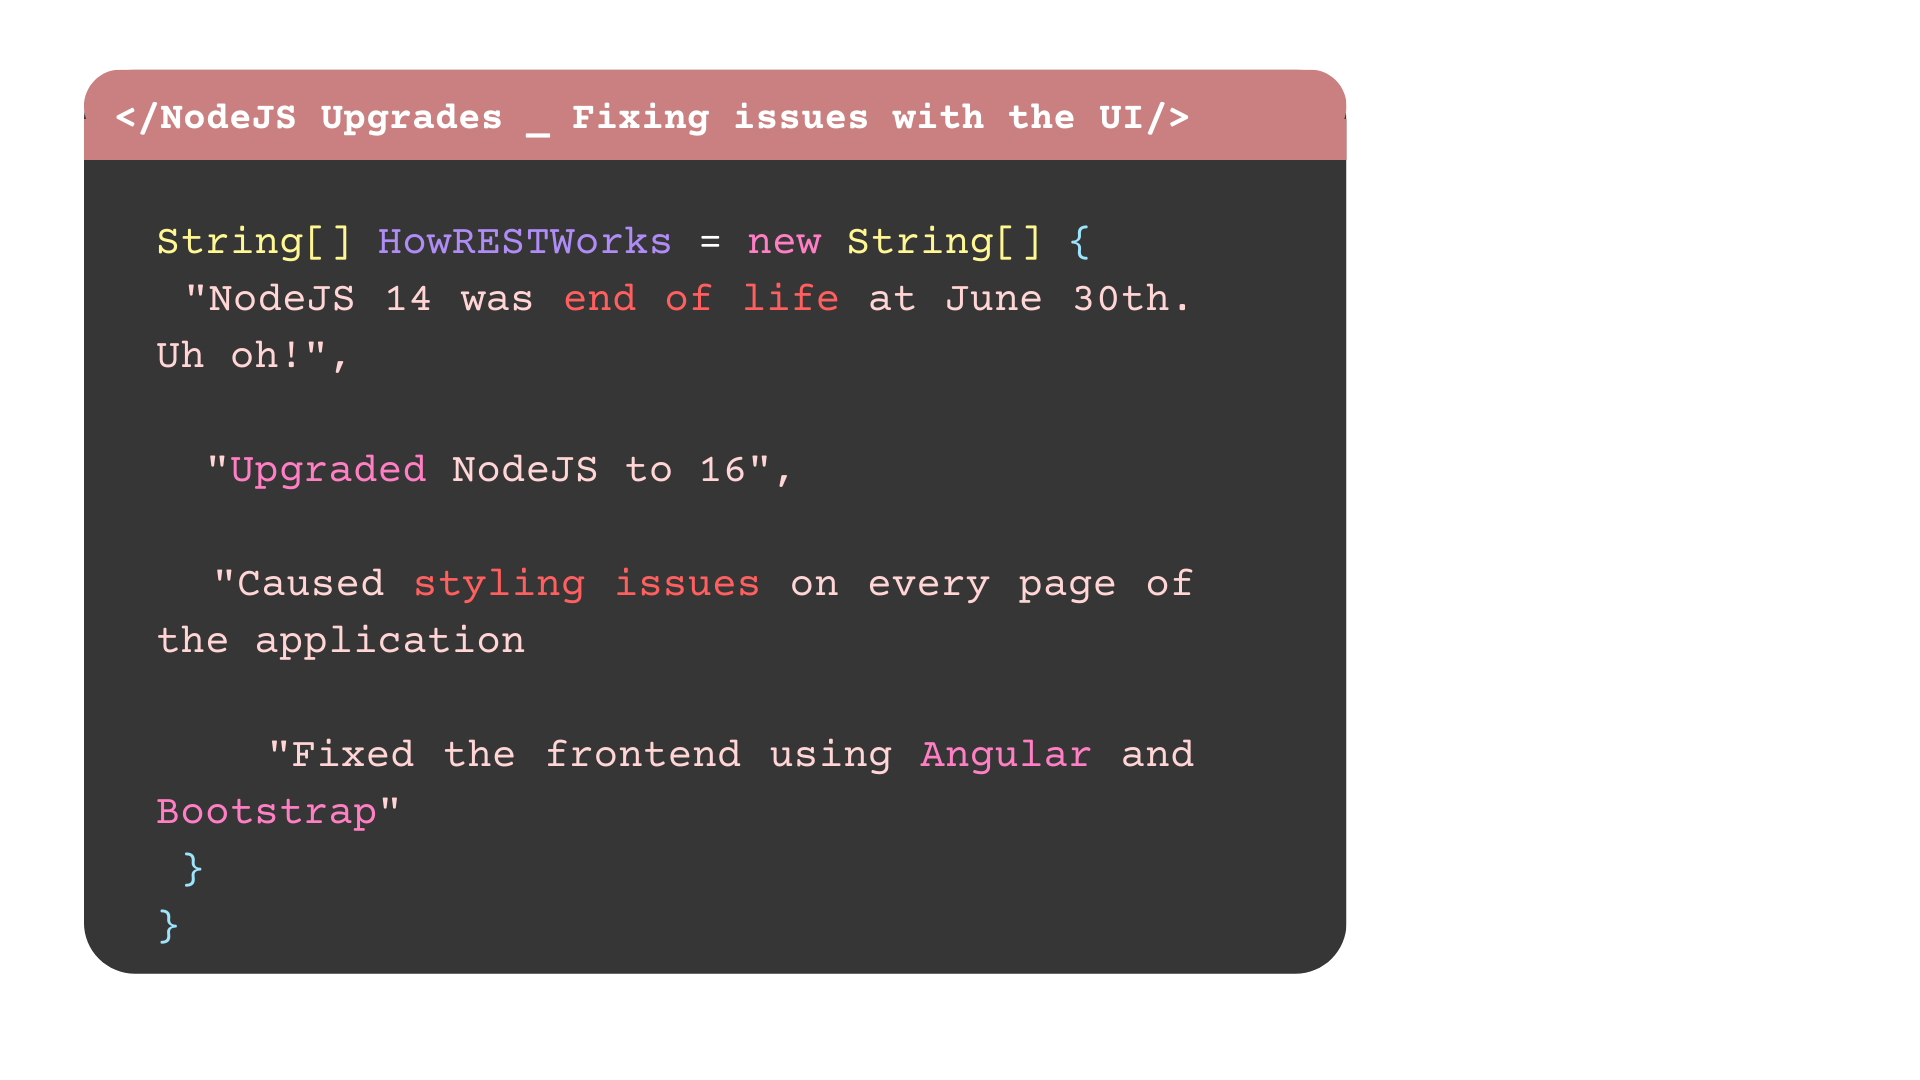 </NodeJS Upgrades _ Fixing issues with the UI/>
String[] HowRESTWorks = new String[] {
"NodeJS 14 was end of life at June 30th.
Uh oh!",
"Upgraded NodeJS to 16",
"Caused styling issues on every page of
the application
"Fixed the frontend using Angular and
Bootstrap"
}
}